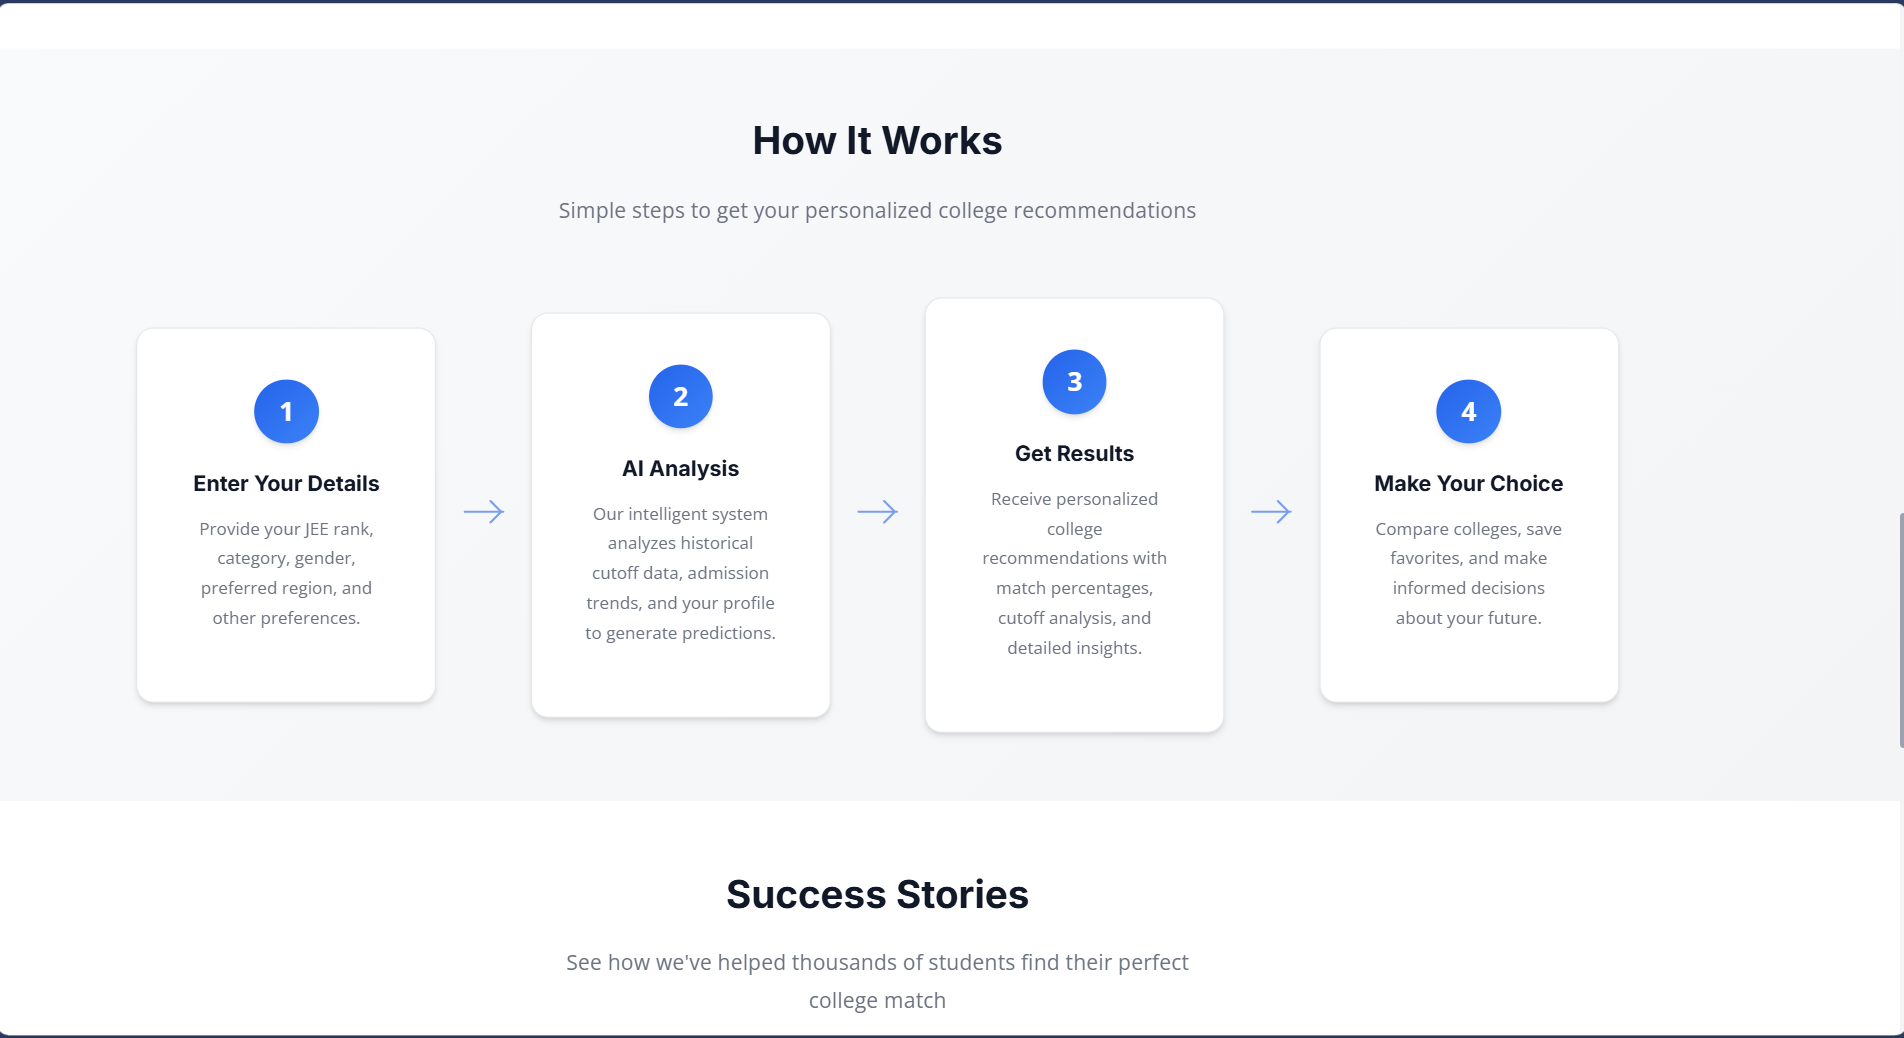 How It Works
Simple steps to get your personalized college recommendations
1
Enter Your Details
Provide your JEE rank,
category, gender,
preferred region, and
other preferences.
2
AI Analysis
Our intelligent system
analyzes historical
cutoff data, admission
trends, and your profile
to generate predictions.
3
Get Results
Receive personalized
college
recommendations with
match percentages,
cutoff analysis, and
detailed insights.
4
Make Your Choice
Compare colleges, save
favorites, and make
informed decisions
about your future.
Success Stories
See how we've helped thousands of students find their perfect
college match